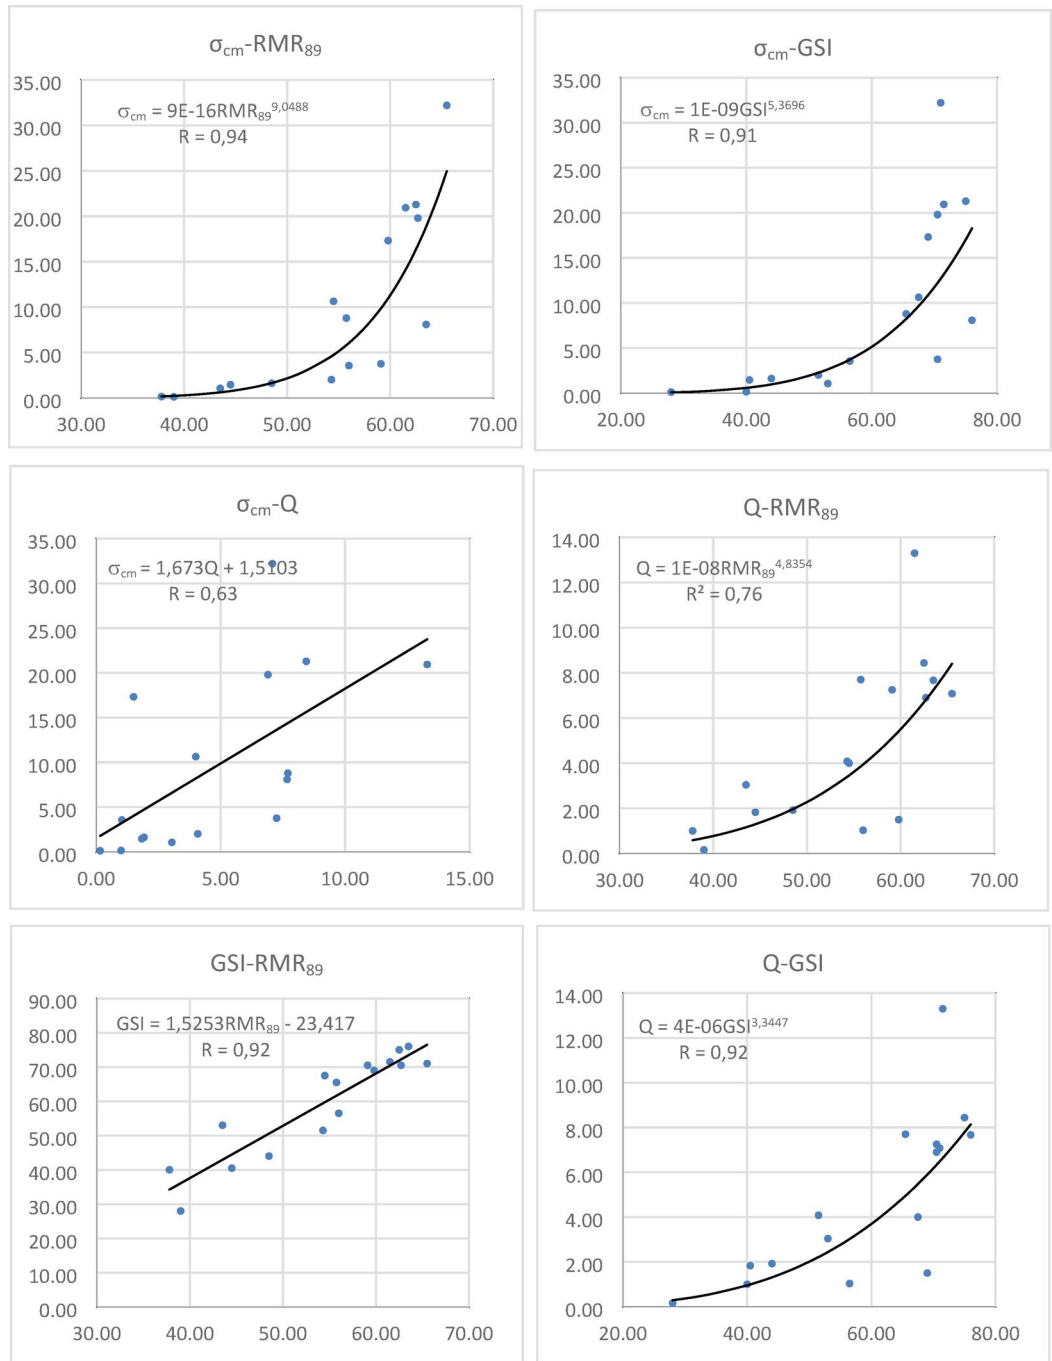 σcm-RMR89
35.00
σcm = 9E-16RMR89^9,0488
30.00
R = 0,94
25.00
20.00
15.00
10.00
5.00
0.00
30.00 40.00 50.00 60.00 70.00
σcm-GSI
35.00
σcm = 1E-09GSI^5,3696
30.00
R = 0,91
25.00
20.00
15.00
10.00
5.00
0.00
20.00 40.00 60.00 80.00
σcm-Q
35.00
σcm = 1,673Q + 1,5103
30.00
R = 0,63
25.00
20.00
15.00
10.00
5.00
0.00
0.00 5.00 10.00 15.00
Q-RMR89
14.00
Q = 1E-08RMR89^4,8354
12.00
R² = 0,76
10.00
8.00
6.00
4.00
2.00
0.00
30.00 40.00 50.00 60.00 70.00
GSI-RMR89
90.00
GSI = 1,5253RMR89 - 23,417
80.00
R = 0,92
70.00
60.00
50.00
40.00
30.00
20.00
10.00
0.00
30.00 40.00 50.00 60.00 70.00
Q-GSI
14.00
Q = 4E-06GSI^3,3447
12.00
R = 0,92
10.00
8.00
6.00
4.00
2.00
0.00
20.00 40.00 60.00 80.00